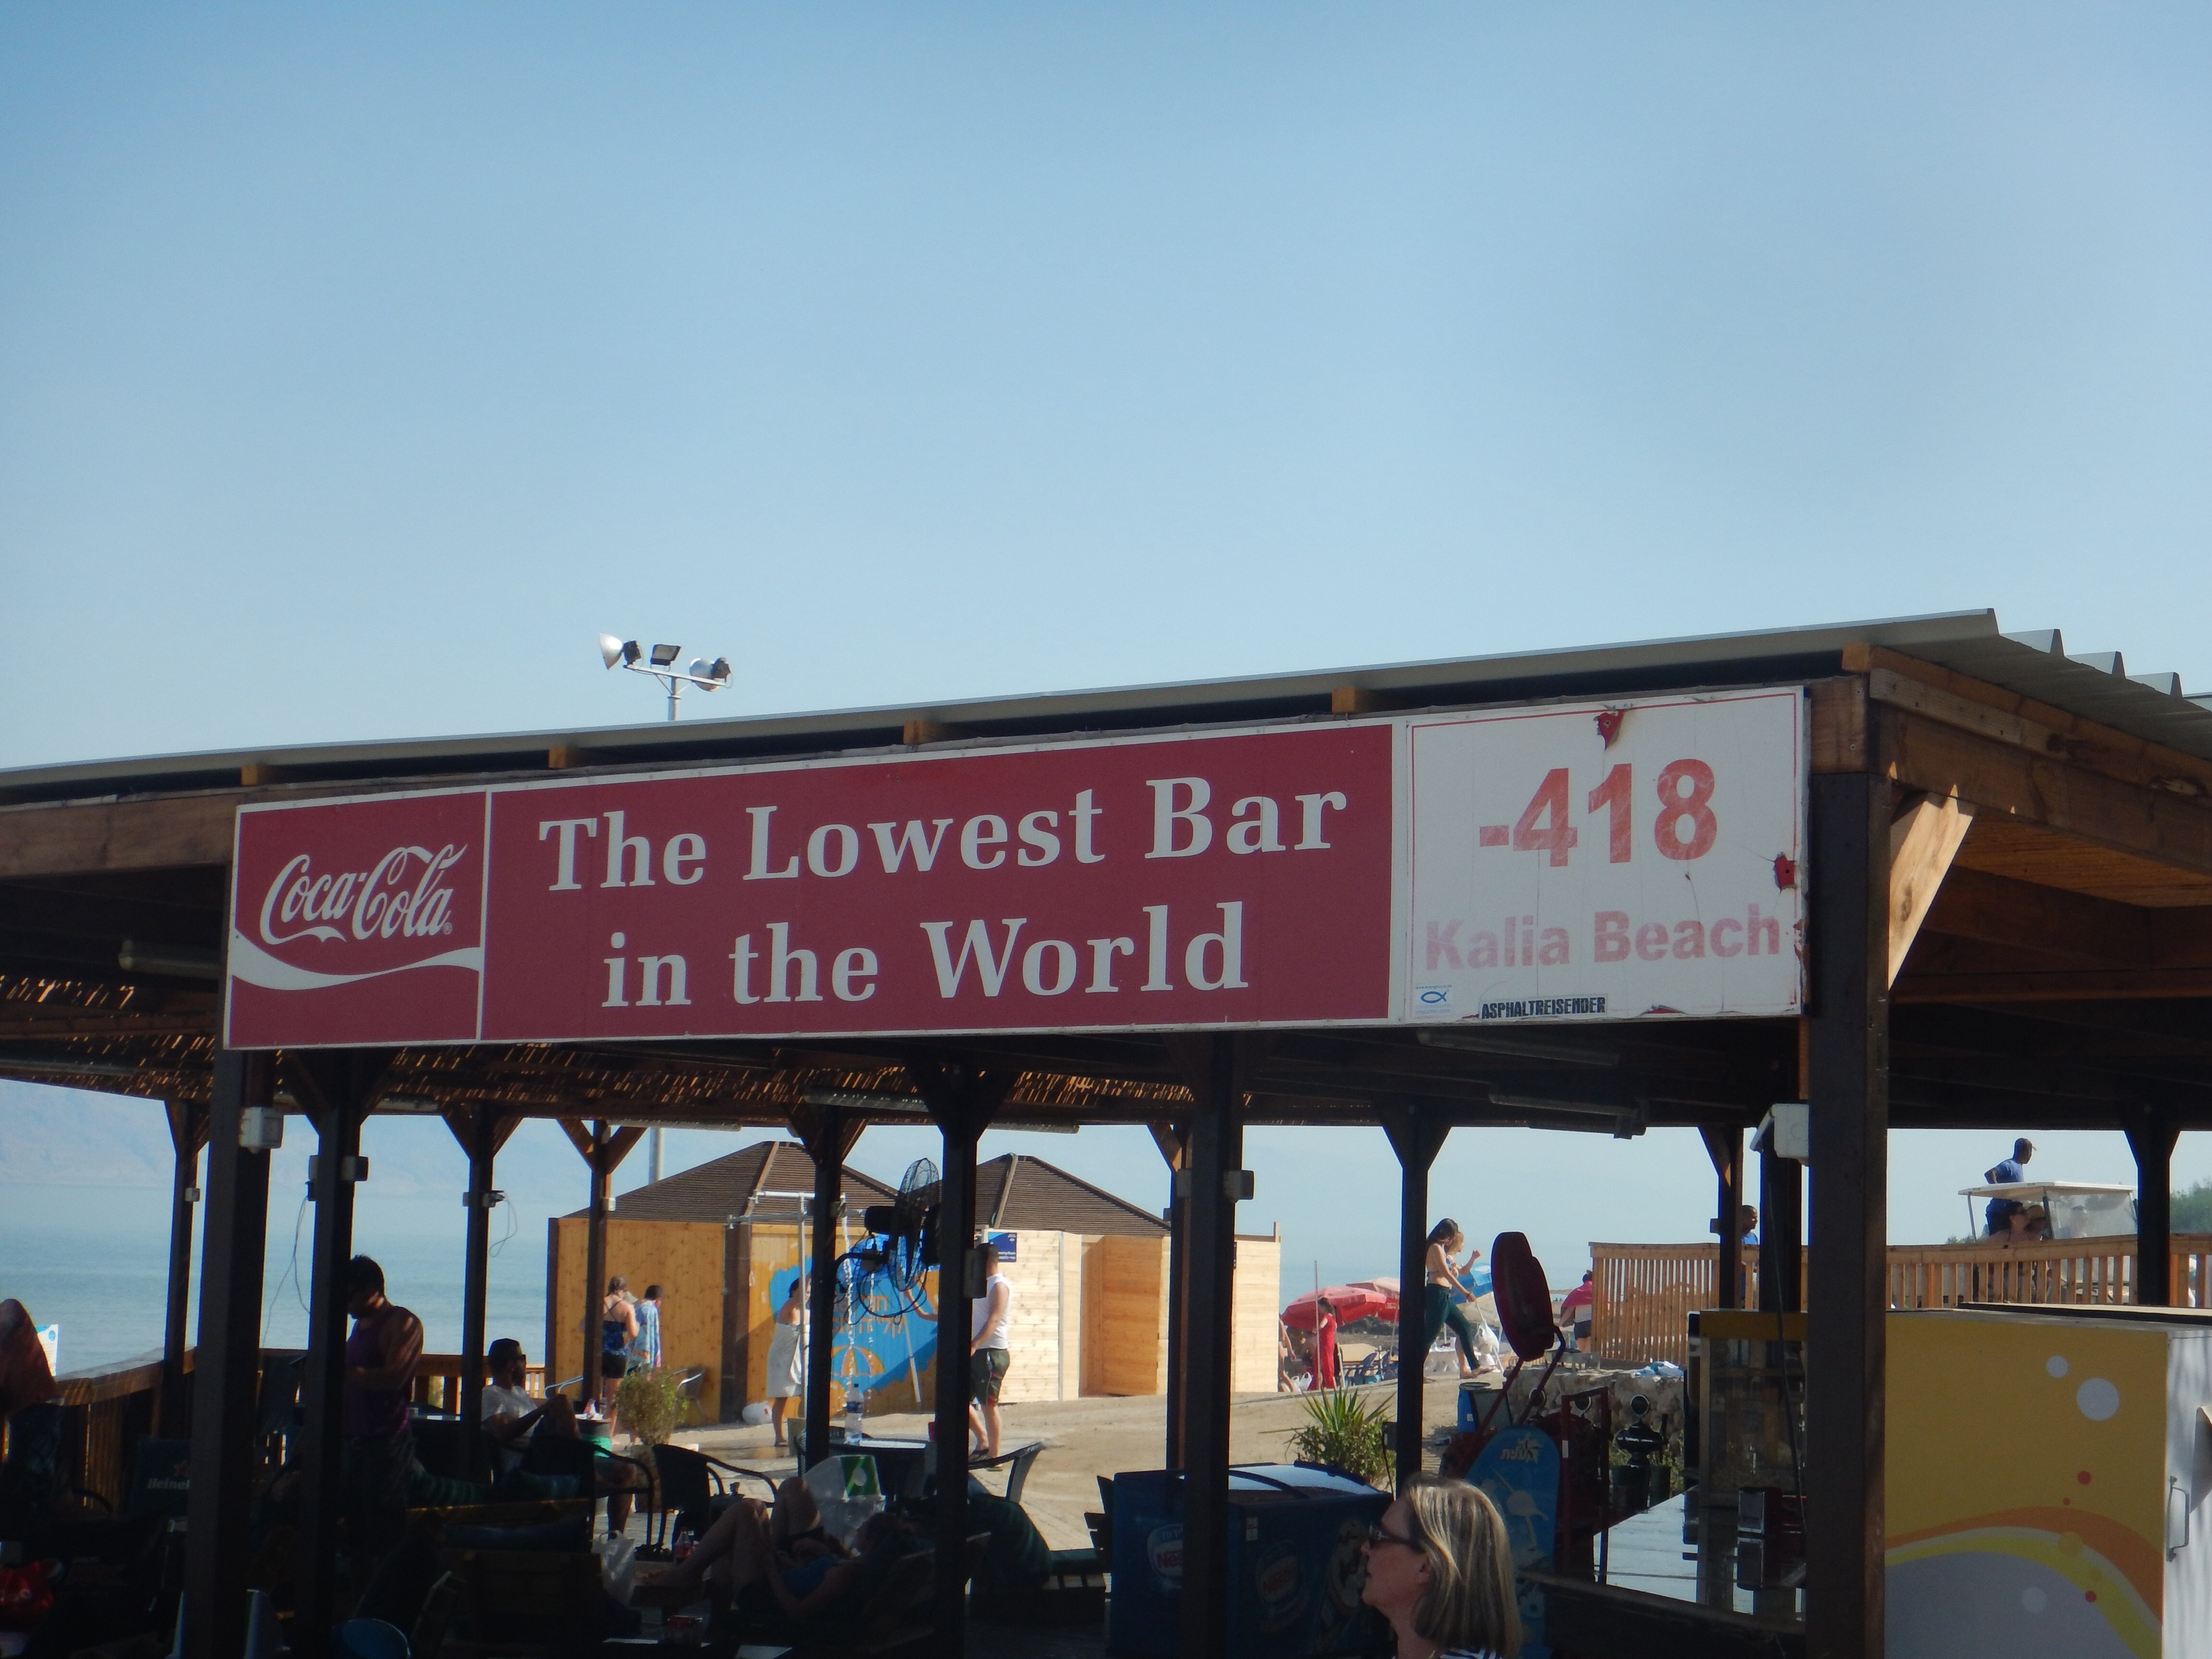 Coca-Cola
The Lowest Bar
in the World
-418
Kalia Beach
ASPHALTREISENDER